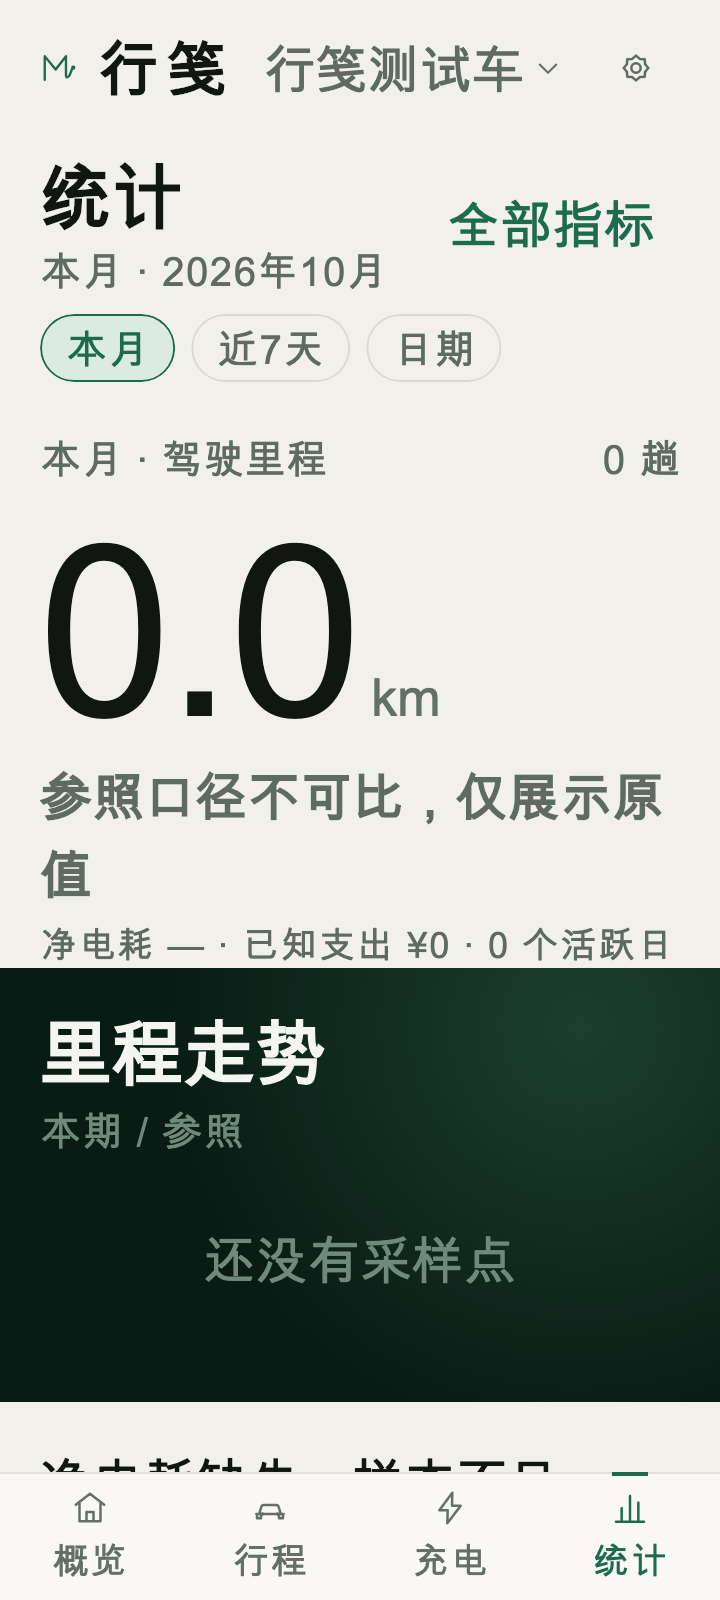 行笺 行笺测试车
统计
全部指标
本月 · 2026年10月
本月 近7天 日期
本月 · 驾驶里程 0 趟
0.0 km
参照口径不可比，仅展示原
值
净电耗 — · 已知支出 ¥0 · 0 个活跃日
里程走势
本期 / 参照
还没有采样点
概览 行程 充电 统计